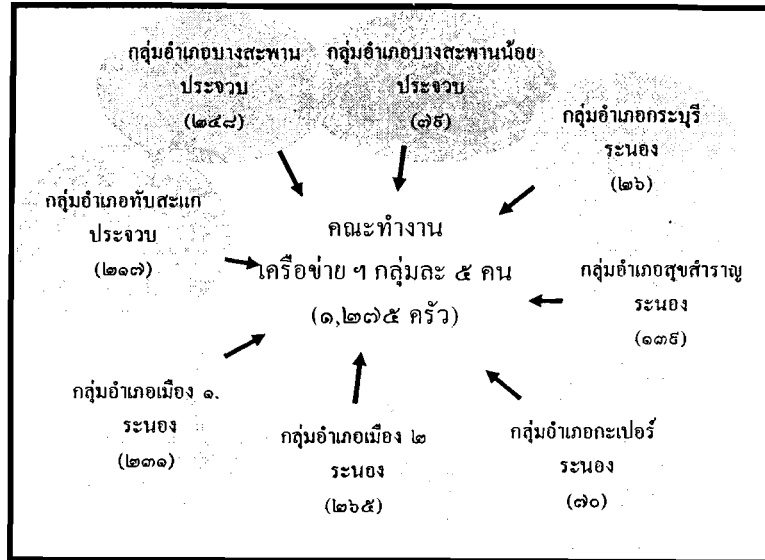 กลุ่มอำเภอบางสะพาน
ประจวบ
(๒๔๘)
กลุ่มอำเภอบางสะพานน้อย
ประจวบ
(๗๙)
กลุ่มอำเภอกระบุรี
ระนอง
(๒๖)
กลุ่มอำเภอทับสะแก
ประจวบ
(๒๑๗)
คณะทำงาน
เครือข่าย ฯ กลุ่มละ ๕ คน
(๑,๒๗๕ ครัว)
กลุ่มอำเภอสุขสำราญ
ระนอง
(๑๓๙)
กลุ่มอำเภอเมือง ๑.
ระนอง
(๒๓๑)
กลุ่มอำเภอเมือง ๒
ระนอง
(๒๖๕)
กลุ่มอำเภอกะเปอร์
ระนอง
(๗๐)